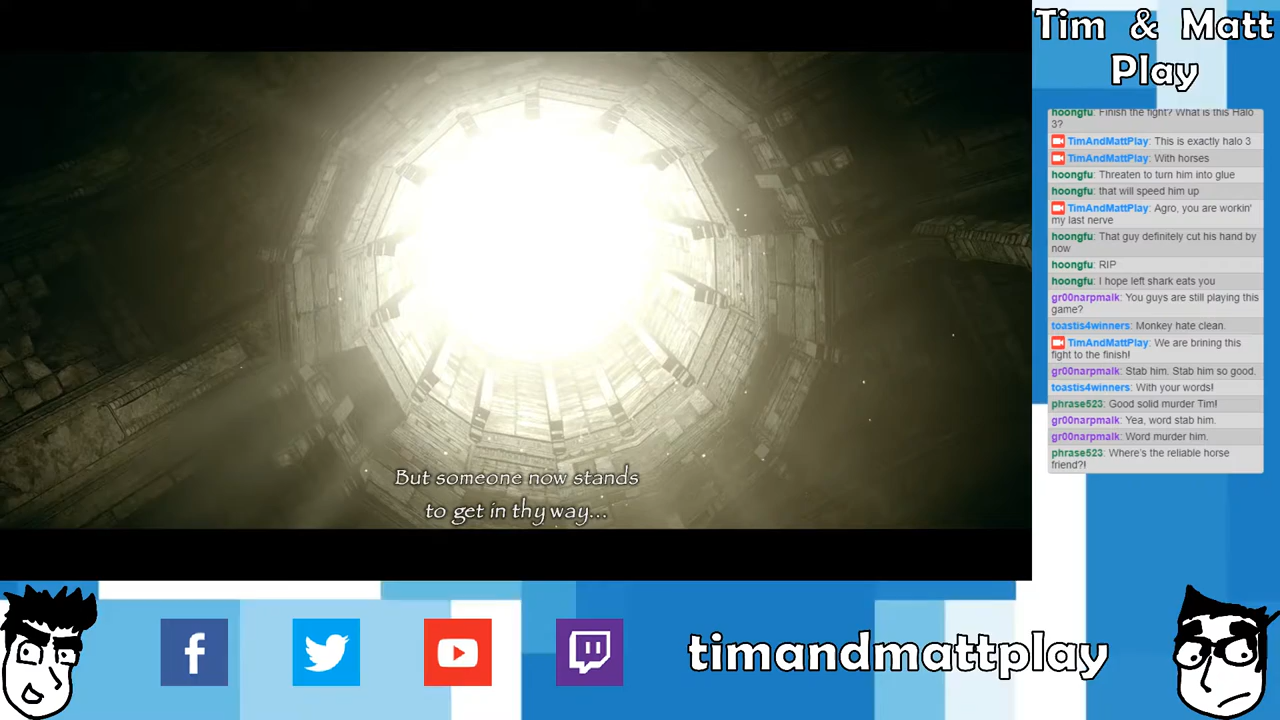 Tim & Matt
Play
hoongfu: Finish the fight? What is this Halo
3?
TimAndMattPlay: This is exactly halo 3
TimAndMattPlay: With horses
hoongfu: Threaten to turn him into glue
hoongfu: that will speed him up
TimAndMattPlay: Agro, you are workin'
my last nerve
hoongfu: That guy definitely cut his hand by
now
hoongfu: RIP
hoongfu: I hope left shark eats you
gr00narpmalk: You guys are still playing this
game?
toastis4winners: Monkey hate clean.
TimAndMattPlay: We are brining this
fight to the finish!
gr00narpmalk: Stab him. Stab him so good.
toastis4winners: With your words!
phrase523: Good solid murder Tim!
gr00narpmalk: Yea, word stab him.
gr00narpmalk: Word murder him.
phrase523: Where's the reliable horse
friend?!
But someone now stands
to get in thy way...
timandmattplay